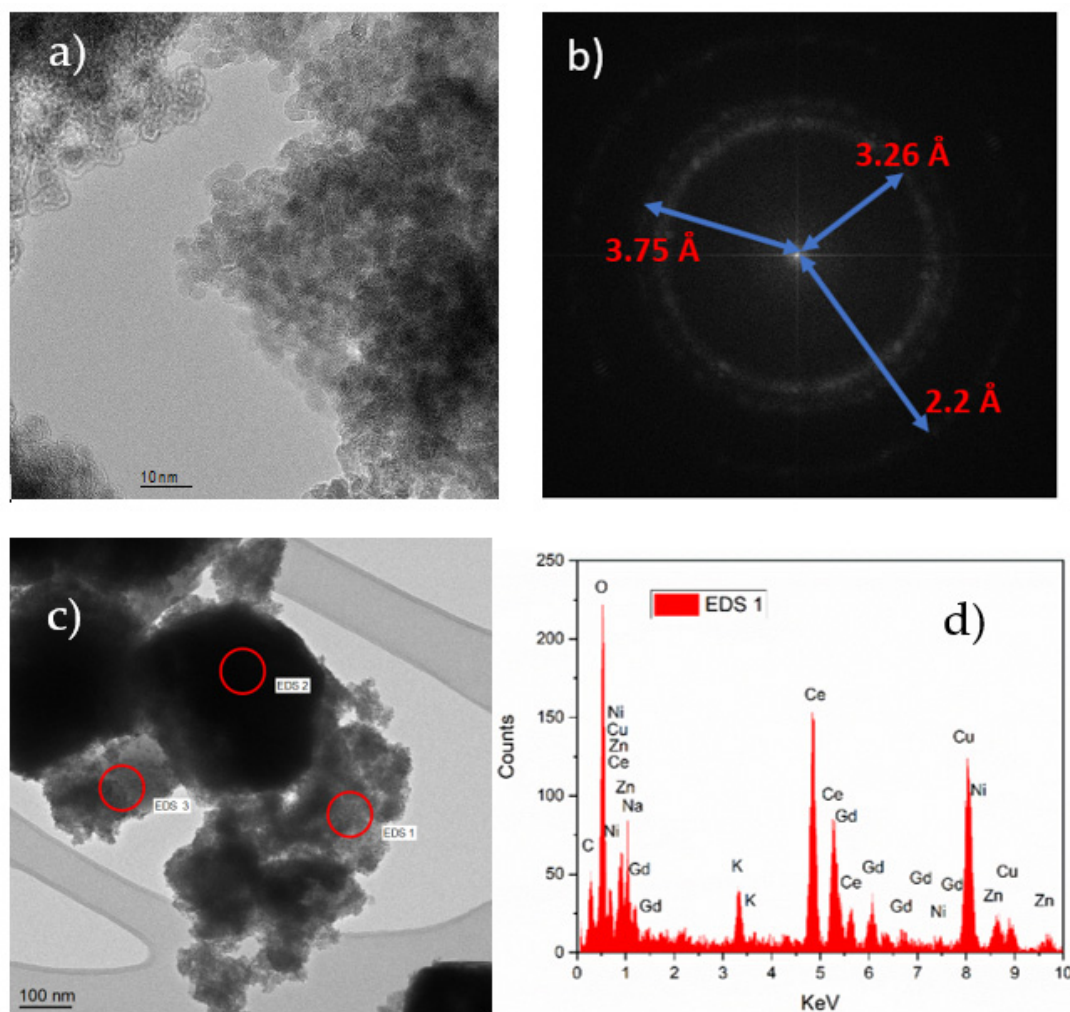 a)
10 nm
b)
3.26 Å
3.75 Å
2.2 Å
c)
EDS 2
EDS 3
EDS 1
100 nm
d)
EDS 1
250
200
150
100
50
0
Counts
O
Ni
Cu
Zn
Ce
Zn
Na
Ni
C
Gd
Gd
K
K
Ce
Ce
Gd
Ce
Gd
Gd
Gd
Gd
Ni
Cu
Ni
Zn
Cu
Zn
0 1 2 3 4 5 6 7 8 9 10
KeV